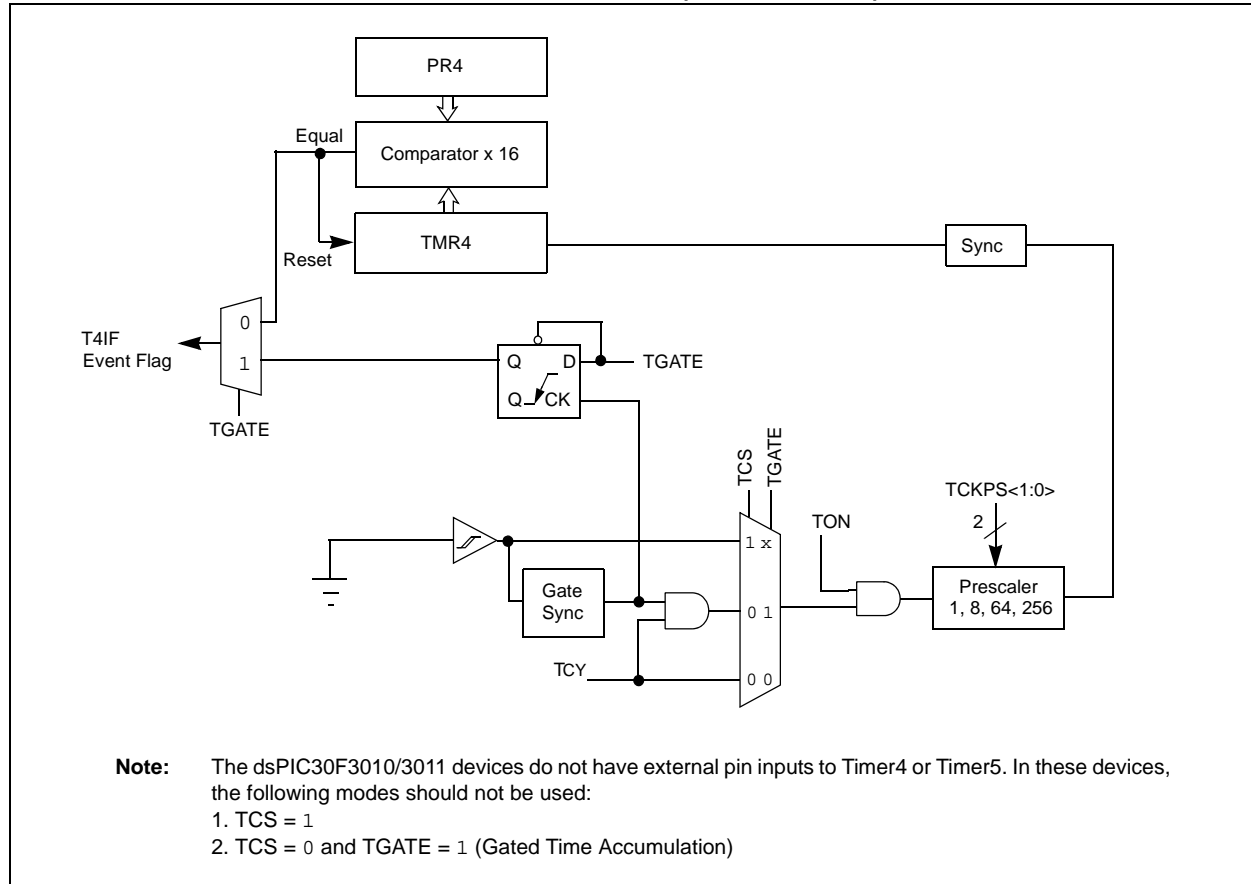 PR4
Equal
Comparator x 16
TMR4
Reset
Sync
0
T4IF
Event Flag
1
TGATE
Q
D
TGATE
Q
CK
TCS
TGATE
TCKPS<1:0>
2
TON
1 x
Gate
Sync
0 1
Prescaler
1, 8, 64, 256
TCY
0 0
Note: The dsPIC30F3010/3011 devices do not have external pin inputs to Timer4 or Timer5. In these devices,
the following modes should not be used:
1. TCS = 1
2. TCS = 0 and TGATE = 1 (Gated Time Accumulation)